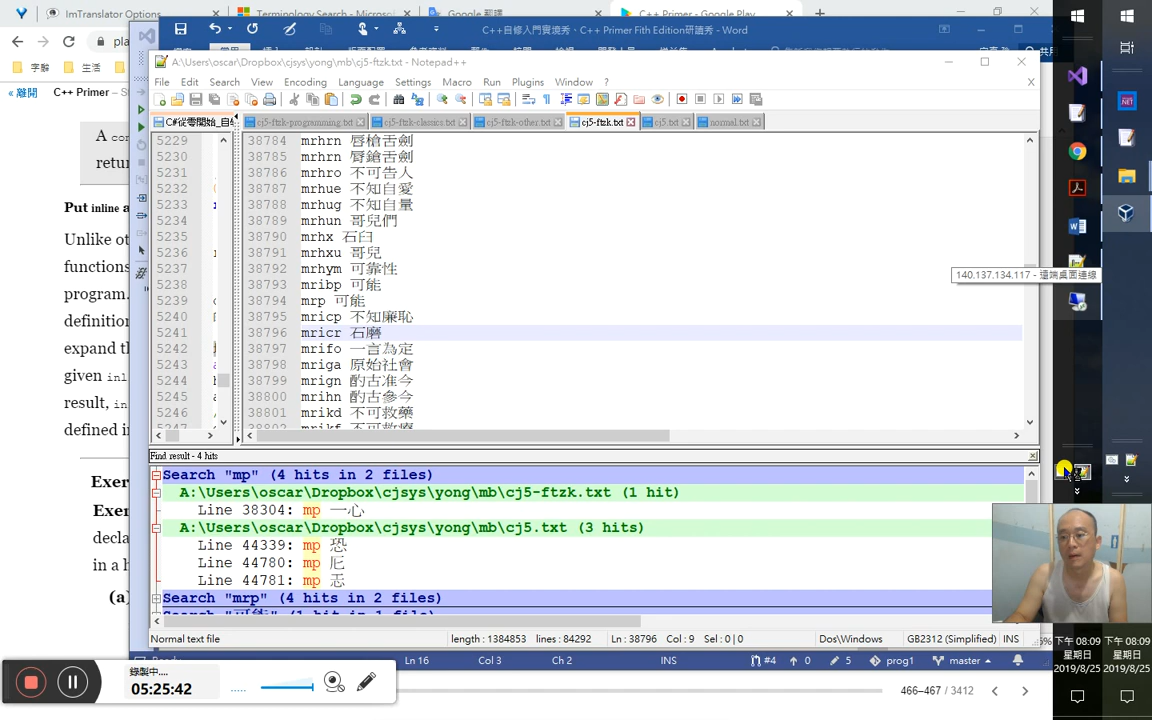 ImTranslator Options
Terminology Search - Micros
Google 翻譯
C++ Primer - Google Play
C++自修入門實境秀・C++ Primer Fifth Edition研讀秀 - Word
字辭
生活
« 離開
C++ Primer
A
retur
Put inline a
Unlike ot
functions
program.
definition
expand th
given
result,
defined in
Exer
Exer
decla
in a h
(a)
A:\Users\oscar\Dropbox\cjsys\yong\mb\cj5-ftzk.txt - Notepad++
File Edit Search View Encoding Language Settings Macro Run Plugins Window ?
cj5-ftzk-programming.txt
cj5-ftzk-classics.txt
cj5-ftzk-other.txt
cj5-ftzk.txt
cj5.txt
normal.txt
5229
5230
5231
5232
5233
5234
5235
5236
5237
5238
5239
5240
5241
5242
5243
5244
5245
5246
38784 mrhrn 唇槍舌劍
38785 mrhrn 脣鎗舌劍
38786 mrhro 不可告人
38787 mrhue 不知自愛
38788 mrhug 不知自量
38789 mrhun 哥兒們
38790 mrhx 石臼
38791 mrhxu 哥兒
38792 mrhym 可靠性
38793 mribp 可能
38794 mrp 可能
38795 mricp 不知廉恥
38796 mricr 石磨
38797 mrifo 一言為定
38798 mriga 原始社會
38799 mrign 酌古准今
38800 mrihn 酌古參今
38801 mrikd 不可救藥
38802 mrikf 不可救療
Find result - 4 hits
Search "mp" (4 hits in 2 files)
A:\Users\oscar\Dropbox\cjsys\yong\mb\cj5-ftzk.txt (1 hit)
Line 38304: mp 一心
A:\Users\oscar\Dropbox\cjsys\yong\mb\cj5.txt (3 hits)
Line 44339: mp 恐
Line 44780: mp 厄
Line 44781: mp 忎
Search "mrp" (4 hits in 2 files)
Normal text file
length : 1384853 lines : 84292
Ln : 38796 Col : 9 Sel : 0 | 0
Dos\Windows
GB2312 (Simplified)
INS
Ln 16
Col 3
Ch 2
INS
#4
0
5
prog1
master
466–467 / 3412
錄製中....
05:25:42
140.137.134.117 - 遠端桌面連線
下午 08:09
星期日
2019/8/25
下午 08:09
星期日
2019/8/25